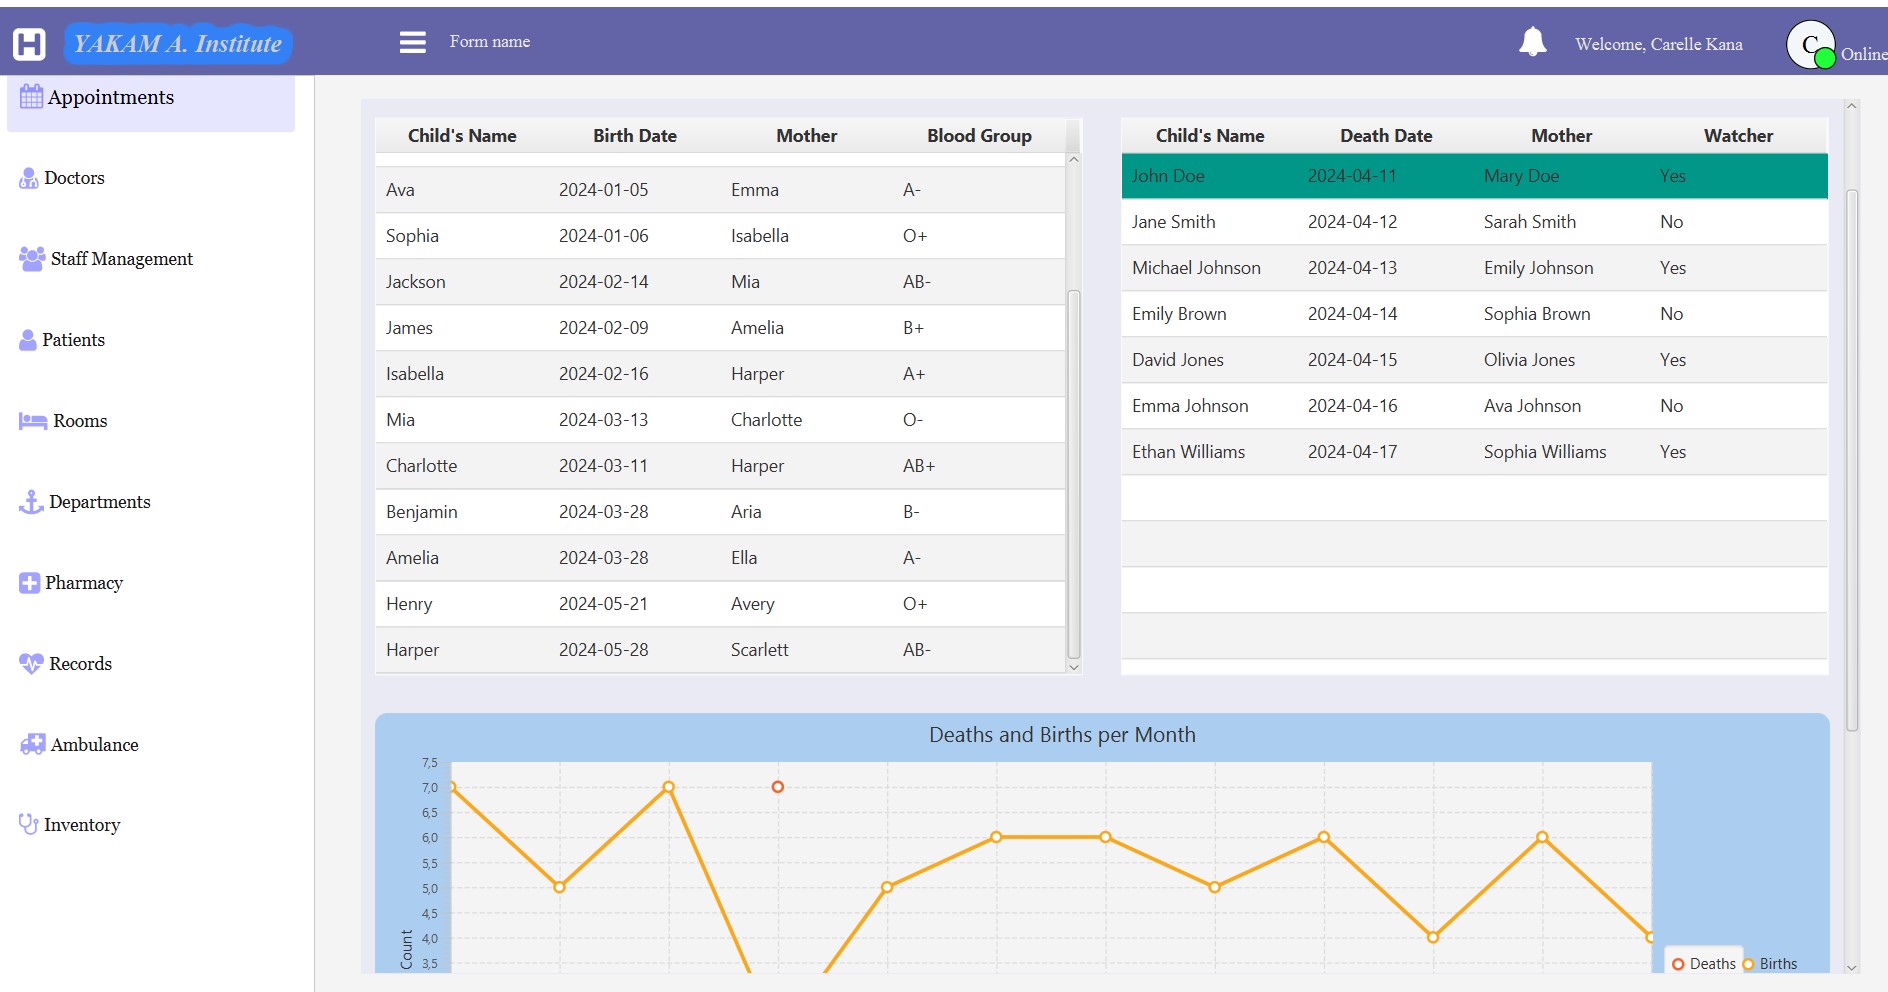 H YAKAM A. Institute Form name Welcome, Carelle Kana C Online
Appointments
Doctors
Staff Management
Patients
Rooms
Departments
Pharmacy
Records
Ambulance
Inventory
Child's Name Birth Date Mother Blood Group
Ava 2024-01-05 Emma A-
Sophia 2024-01-06 Isabella O+
Jackson 2024-02-14 Mia AB-
James 2024-02-09 Amelia B+
Isabella 2024-02-16 Harper A+
Mia 2024-03-13 Charlotte O-
Charlotte 2024-03-11 Harper AB+
Benjamin 2024-03-28 Aria B-
Amelia 2024-03-28 Ella A-
Henry 2024-05-21 Avery O+
Harper 2024-05-28 Scarlett AB-
Child's Name Death Date Mother Watcher
John Doe 2024-04-11 Mary Doe Yes
Jane Smith 2024-04-12 Sarah Smith No
Michael Johnson 2024-04-13 Emily Johnson Yes
Emily Brown 2024-04-14 Sophia Brown No
David Jones 2024-04-15 Olivia Jones Yes
Emma Johnson 2024-04-16 Ava Johnson No
Ethan Williams 2024-04-17 Sophia Williams Yes
Deaths and Births per Month
7,5
7,0
6,5
6,0
5,5
5,0
4,5
4,0
3,5
Count
Deaths Births